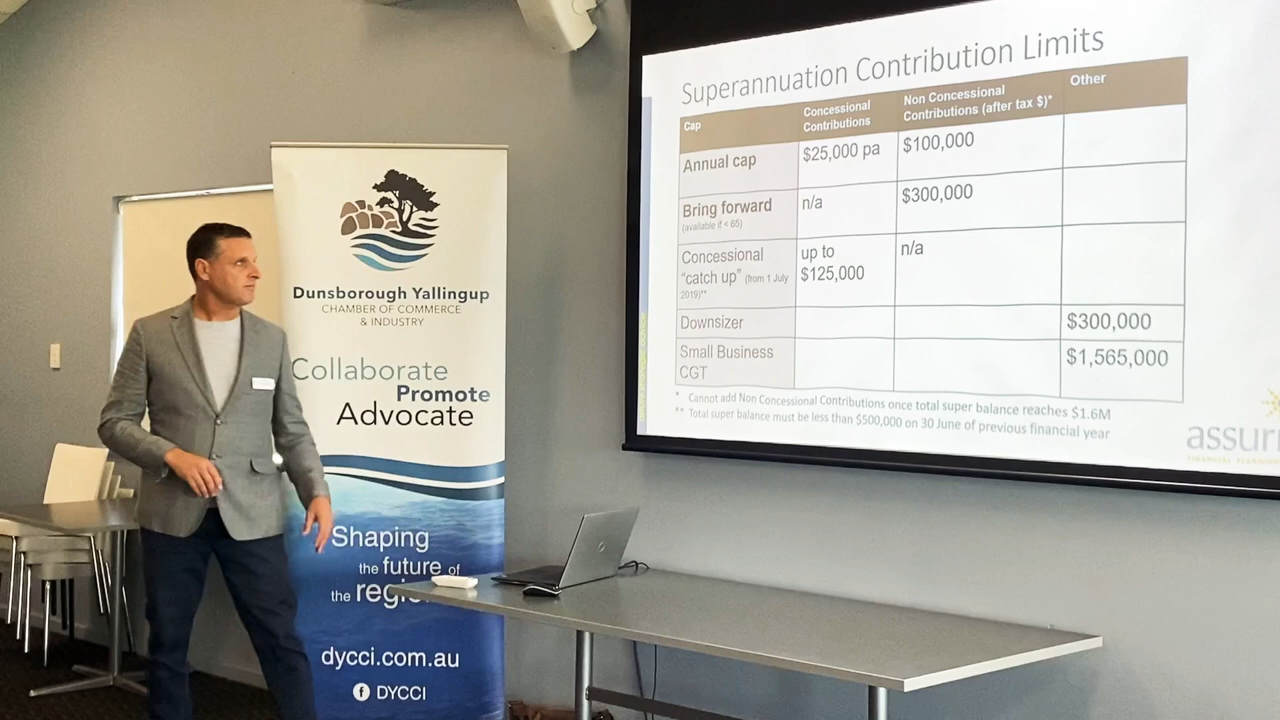 Superannuation Contribution Limits
Cap
Concessional
Contributions
Non Concessional
Contributions (after tax $)*
Other
Annual cap
$25,000 pa
$100,000
Bring forward
(available if < 65)
n/a
$300,000
Concessional
“catch up” (from 1 July
2019)**
up to
$125,000
n/a
Downsizer
$300,000
Small Business
CGT
$1,565,000
* Cannot add Non Concessional Contributions once total super balance reaches $1.6M
** Total super balance must be less than $500,000 on 30 June of previous financial year
Dunsborough Yallingup
CHAMBER OF COMMERCE
& INDUSTRY
Collaborate
Promote
Advocate
Shaping
the future of
the
dycci.com.au
f DYCCI